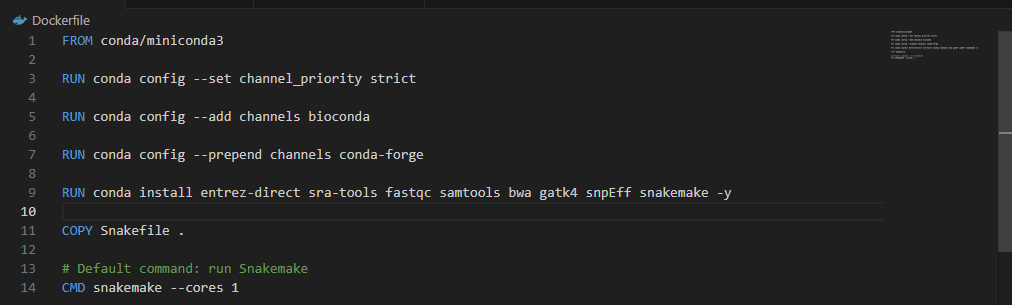 Dockerfile
1 FROM conda/miniconda3
2
3 RUN conda config --set channel_priority strict
4
5 RUN conda config --add channels bioconda
6
7 RUN conda config --prepend channels conda-forge
8
9 RUN conda install entrez-direct sra-tools fastqc samtools bwa gatk4 snpEff snakemake -y
10
11 COPY Snakefile .
12
13 # Default command: run Snakemake
14 CMD snakemake --cores 1